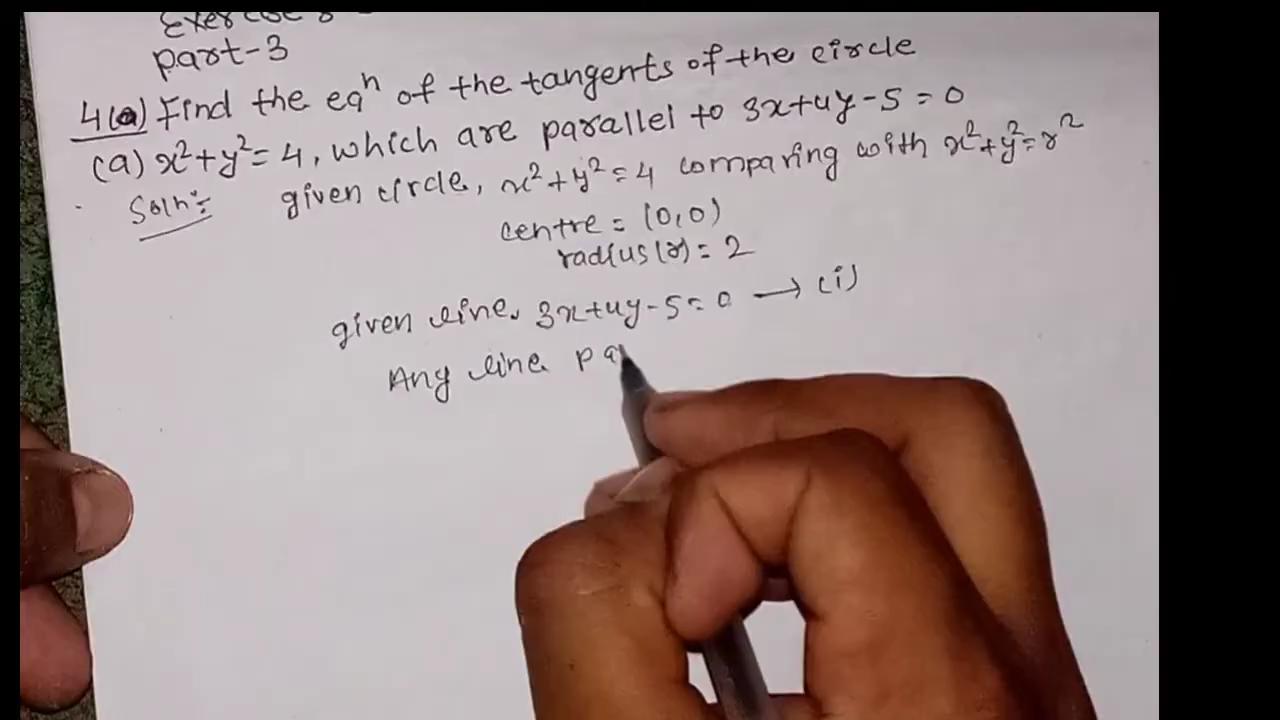 Exercise
part-3
4(a) Find the eqⁿ of the tangents of the circle
(a) x²+y²=4, which are parallel to 3x+4y-5=0
Solⁿ:- given circle, x²+y²=4 comparing with x²+y²=r²
centre = (0,0)
radius(r) = 2
given line, 3x+4y-5=0 → (i)
Any line pa